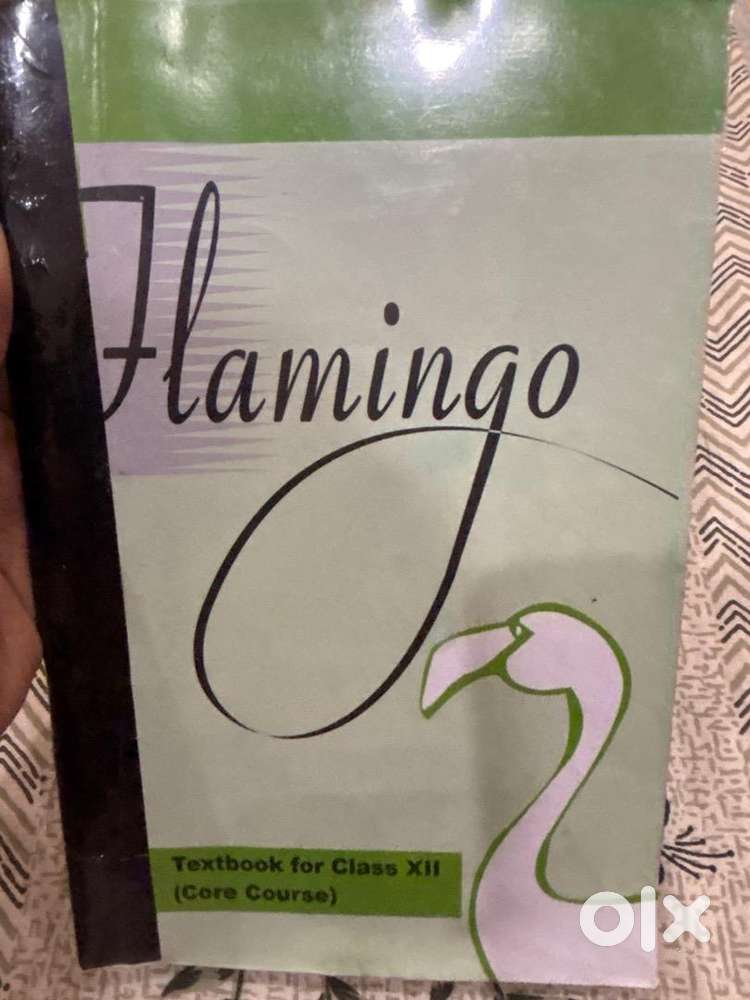 Flamingo
Textbook for Class XII
(Core Course)
olx